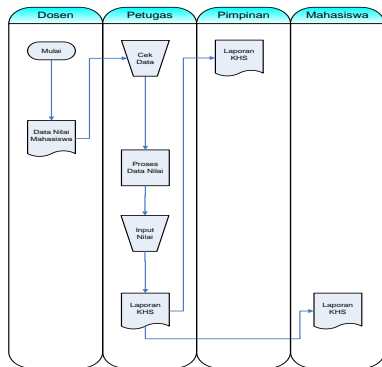 Dosen
Petugas
Pimpinan
Mahasiswa
Mulai
Cek
Data
Laporan
KHS
Data Nilai
Mahasiswa
Proses
Data Nilai
Input
Nilai
Laporan
KHS
Laporan
KHS